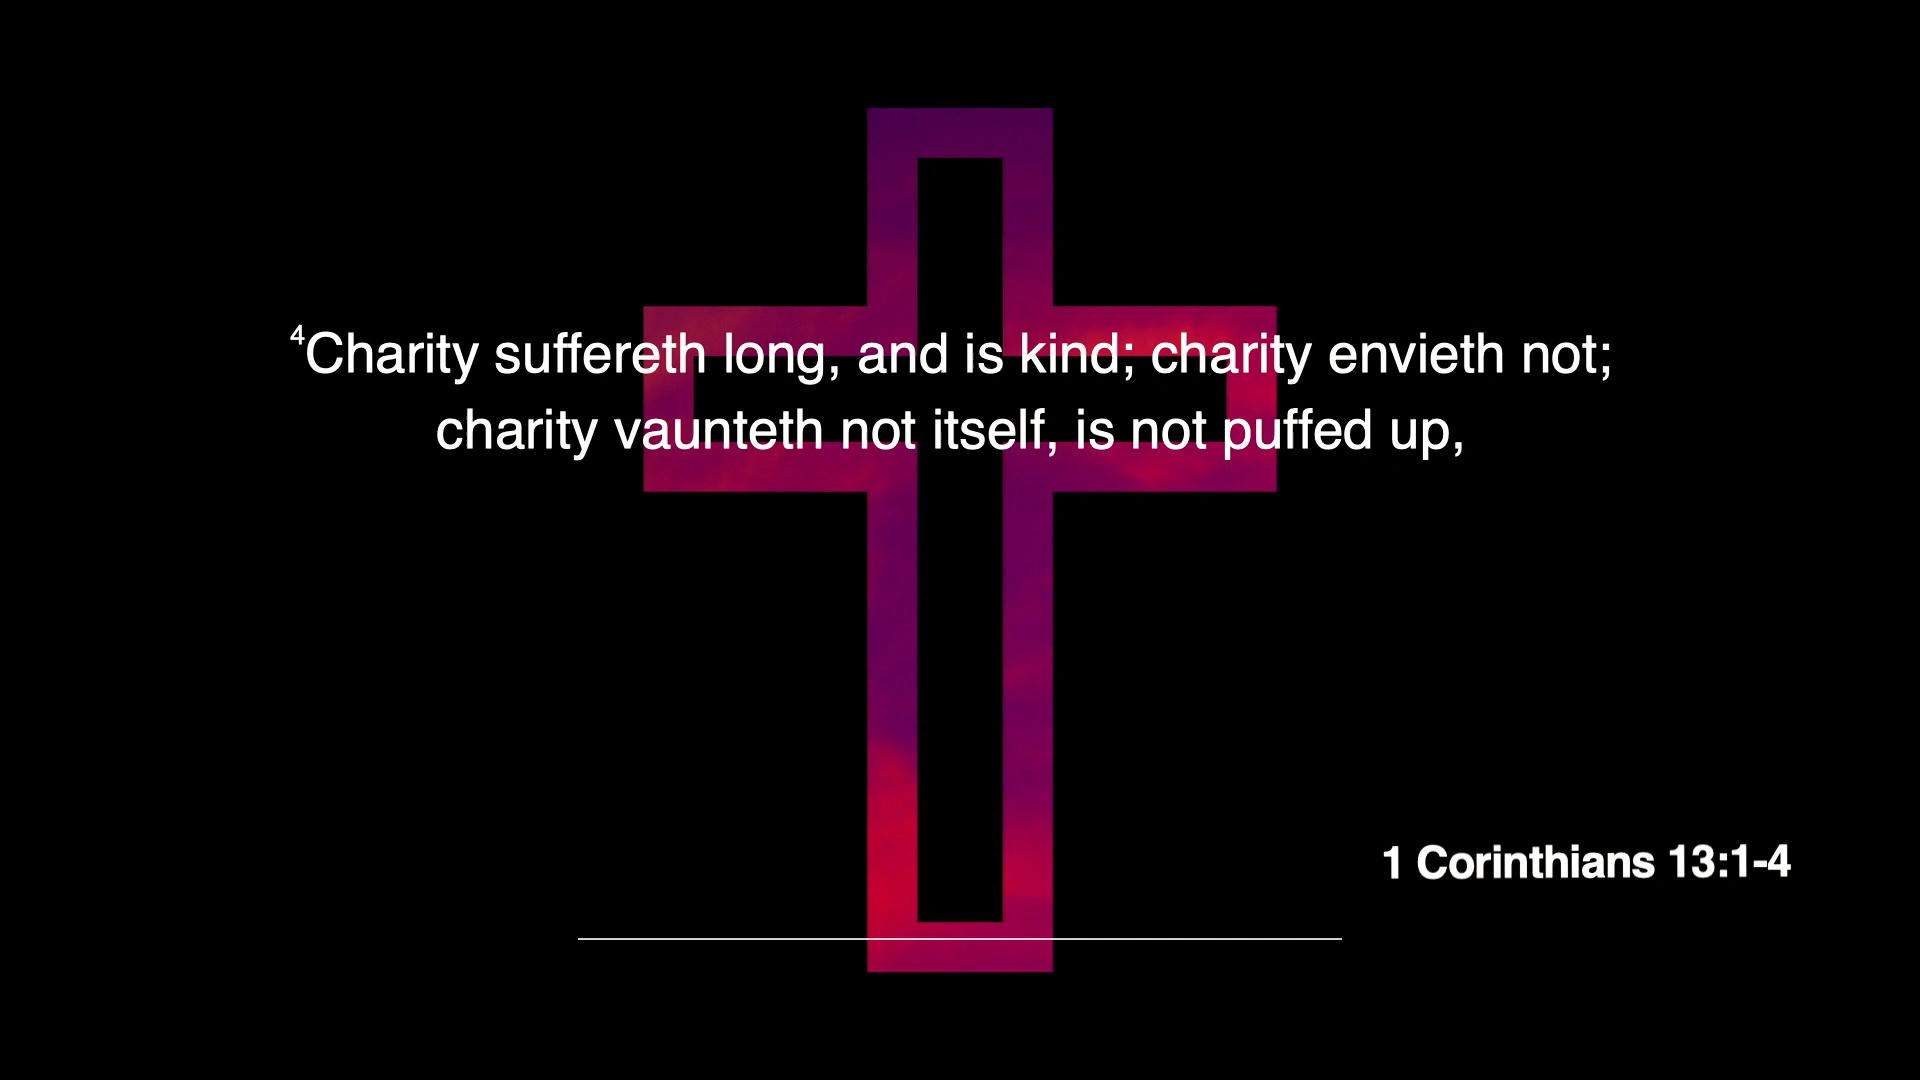 ⁴Charity suffereth long, and is kind; charity envieth not;
charity vaunteth not itself, is not puffed up,
1 Corinthians 13:1-4